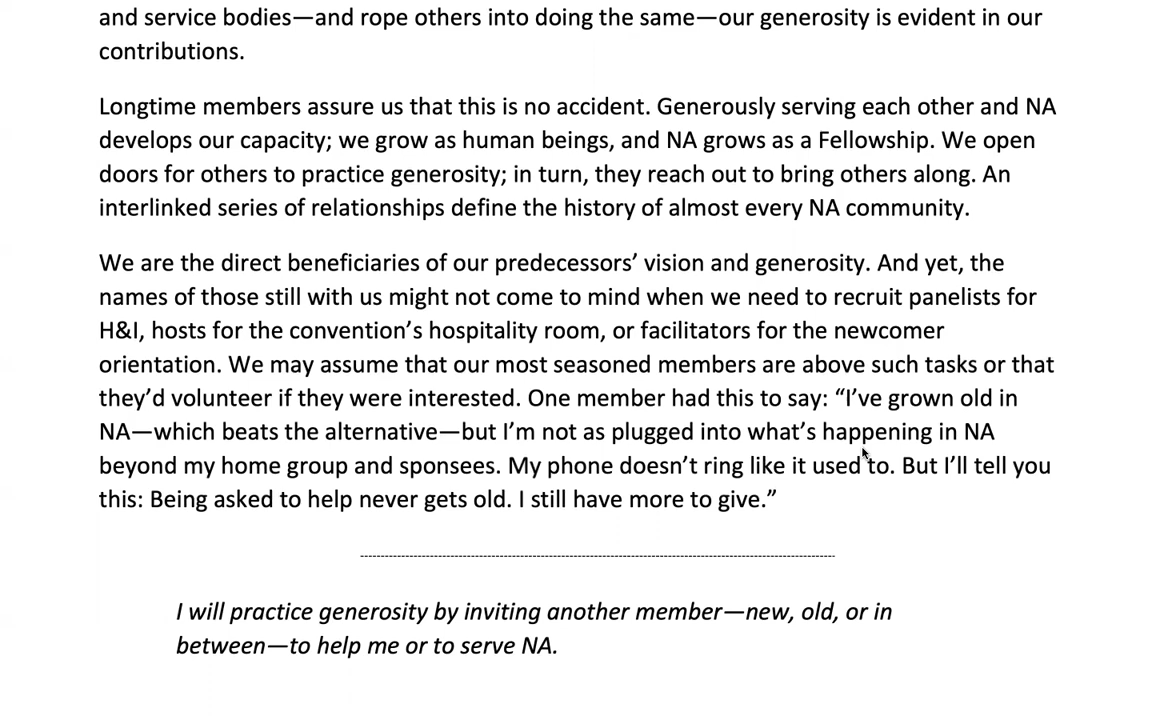 and service bodies—and rope others into doing the same—our generosity is evident in our
contributions.
Longtime members assure us that this is no accident. Generously serving each other and NA
develops our capacity; we grow as human beings, and NA grows as a Fellowship. We open
doors for others to practice generosity; in turn, they reach out to bring others along. An
interlinked series of relationships define the history of almost every NA community.
We are the direct beneficiaries of our predecessors’ vision and generosity. And yet, the
names of those still with us might not come to mind when we need to recruit panelists for
H&I, hosts for the convention’s hospitality room, or facilitators for the newcomer
orientation. We may assume that our most seasoned members are above such tasks or that
they’d volunteer if they were interested. One member had this to say: “I’ve grown old in
NA—which beats the alternative—but I’m not as plugged into what’s happening in NA
beyond my home group and sponsees. My phone doesn’t ring like it used to. But I’ll tell you
this: Being asked to help never gets old. I still have more to give.”
I will practice generosity by inviting another member—new, old, or in
between—to help me or to serve NA.